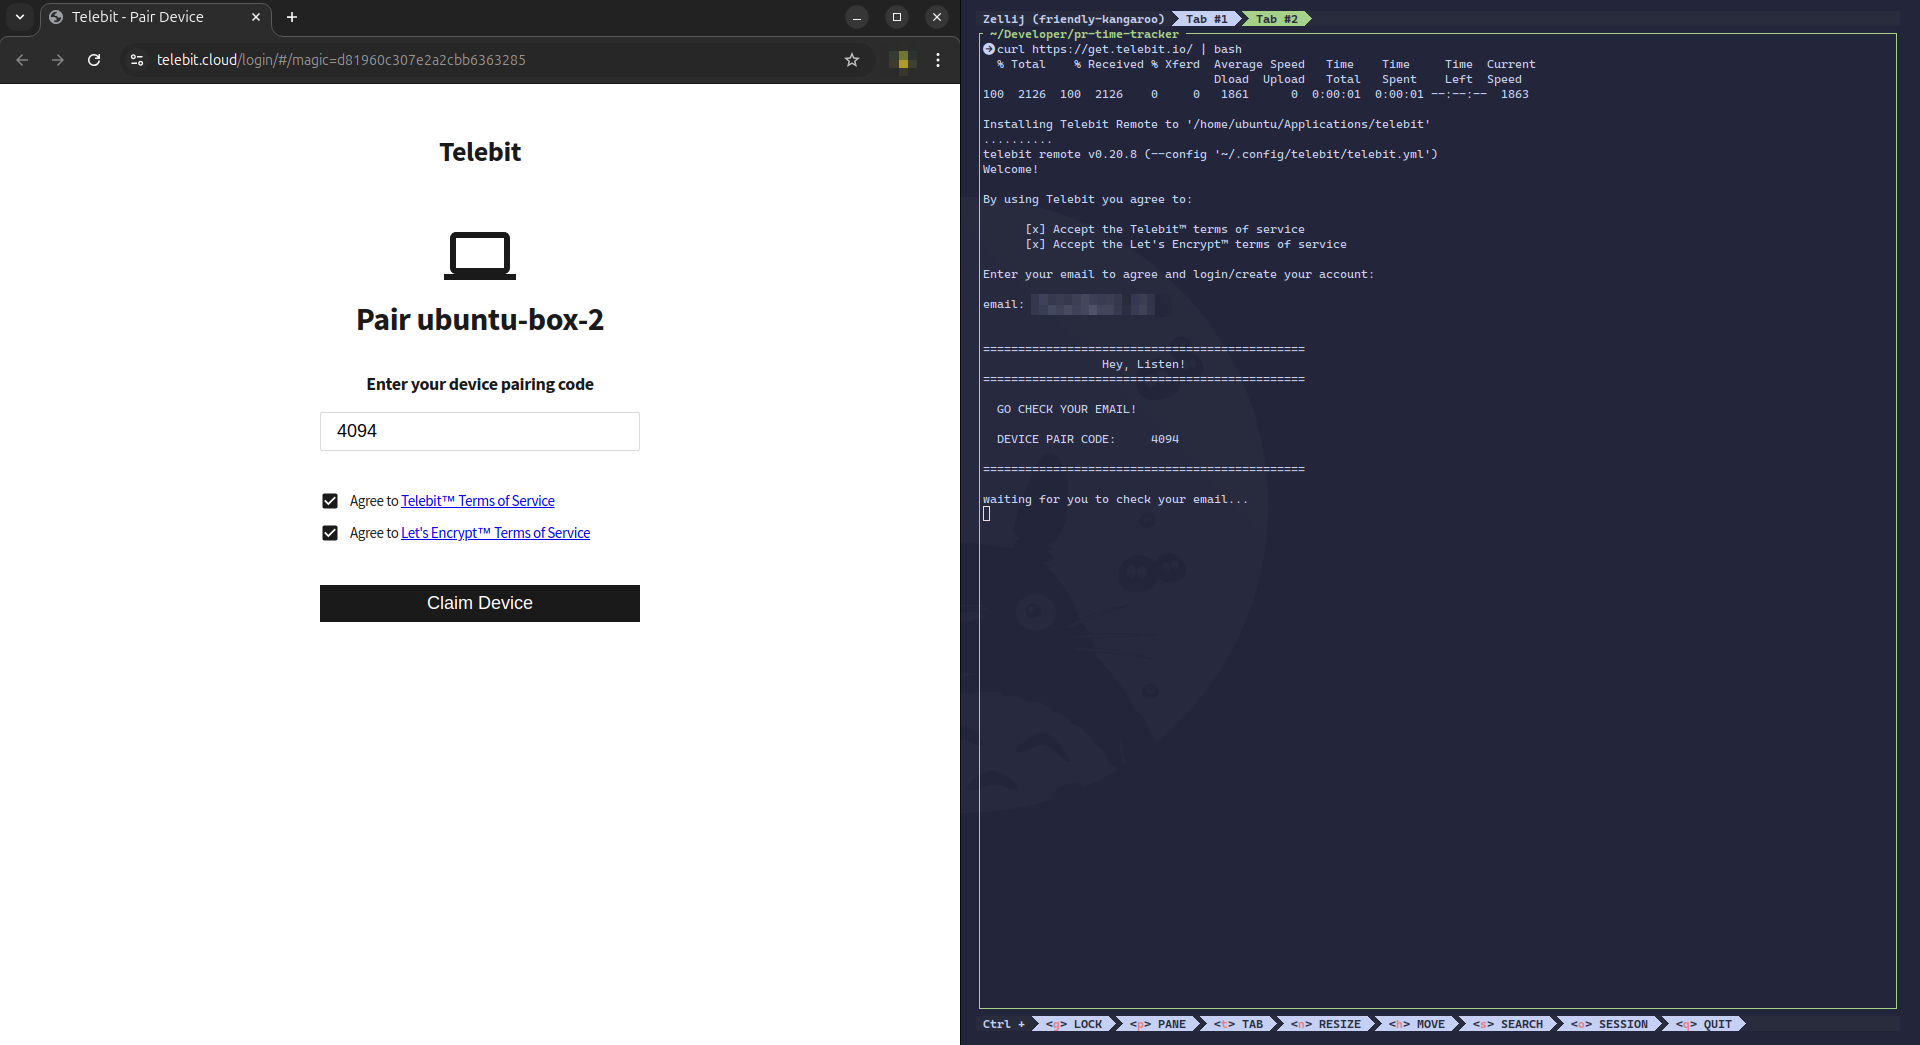 Telebit - Pair Device
telebit.cloud/login/#/magic=d81960c307e2a2cbb6363285
Telebit
Pair ubuntu-box-2
Enter your device pairing code
4094
Agree to Telebit™ Terms of Service
Agree to Let's Encrypt™ Terms of Service
Claim Device
Zellij (friendly-kangaroo) Tab #1 Tab #2
~/Developer/pr-time-tracker
curl https://get.telebit.io/ | bash
% Total % Received % Xferd Average Speed Time Time Time Current
Dload Upload Total Spent Left Speed
100 2126 100 2126 0 0 1861 0 0:00:01 0:00:01 --:--:-- 1863
Installing Telebit Remote to '/home/ubuntu/Applications/telebit'
..........
telebit remote v0.20.8 (--config '~/.config/telebit/telebit.yml')
Welcome!
By using Telebit you agree to:
[x] Accept the Telebit™ terms of service
[x] Accept the Let's Encrypt™ terms of service
Enter your email to agree and login/create your account:
email:
==============================================
Hey, Listen!
==============================================
GO CHECK YOUR EMAIL!
DEVICE PAIR CODE: 4094
==============================================
waiting for you to check your email...
Ctrl + <g> LOCK <p> PANE <t> TAB <n> RESIZE <h> MOVE <s> SEARCH <o> SESSION <q> QUIT